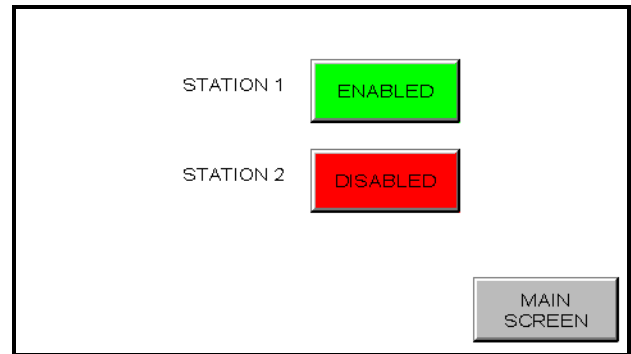 STATION 1 ENABLED
STATION 2 DISABLED
MAIN
SCREEN